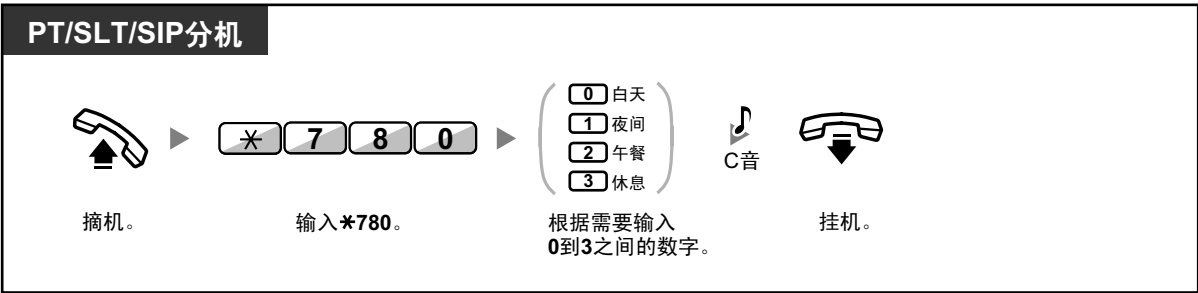 PT/SLT/SIP分机
* 7 8 0
0 白天
1 夜间
2 午餐
3 休息
C音
摘机。
输入*780。
根据需要输入
0到3之间的数字。
挂机。